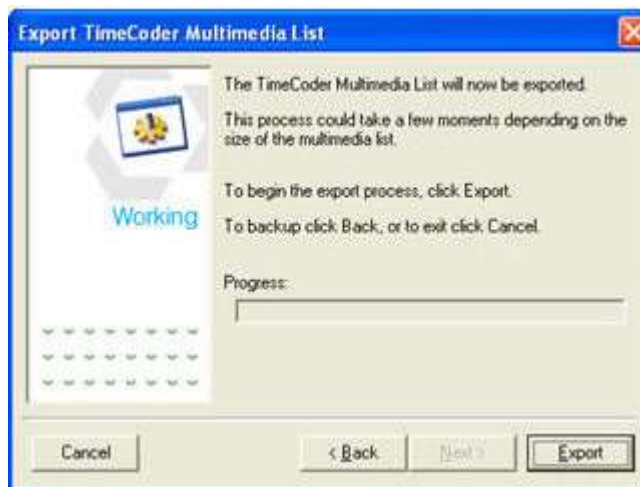 Export TimeCoder Multimedia List
The TimeCoder Multimedia List will now be exported.
This process could take a few moments depending on the
size of the multimedia list.
To begin the export process, click Export.
Working
To backup click Back, or to exit click Cancel.
Progress:
Cancel
< Back
Next >
Export